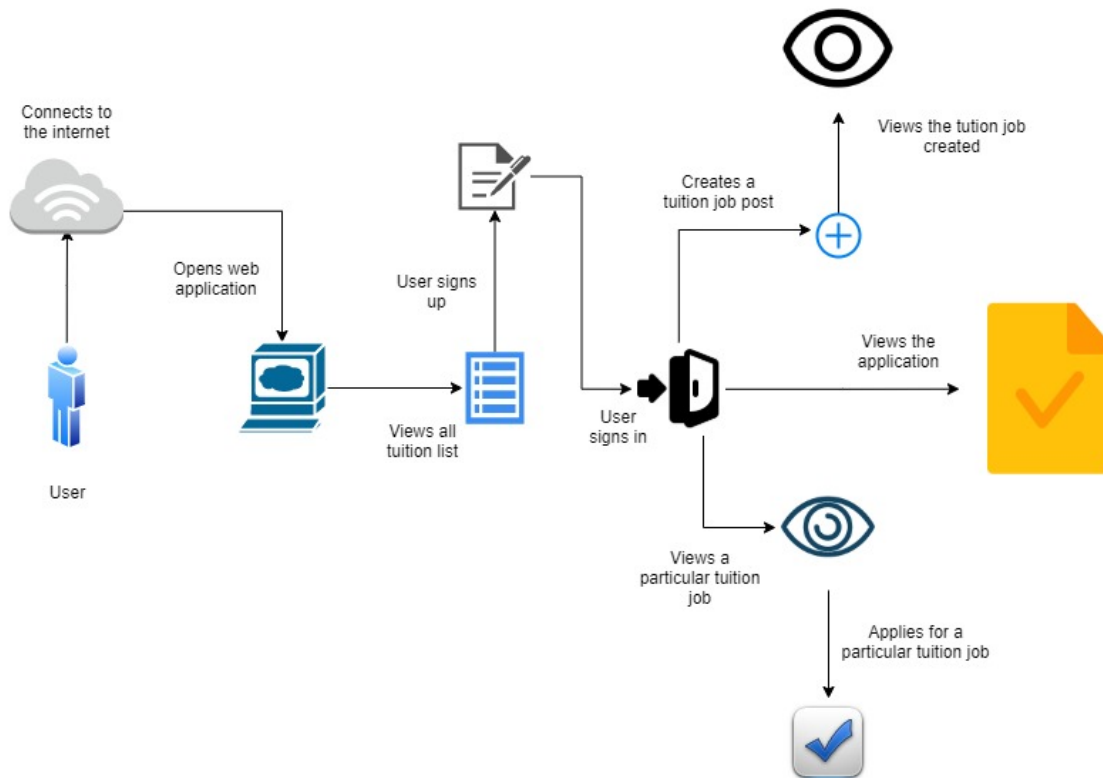 Connects to
the internet
Opens web
application
User
Views all
tuition list
User signs
up
User
signs in
Creates a
tuition job post
Views the tution job
created
Views the
application
Views a
particular tuition
job
Applies for a
particular tuition job